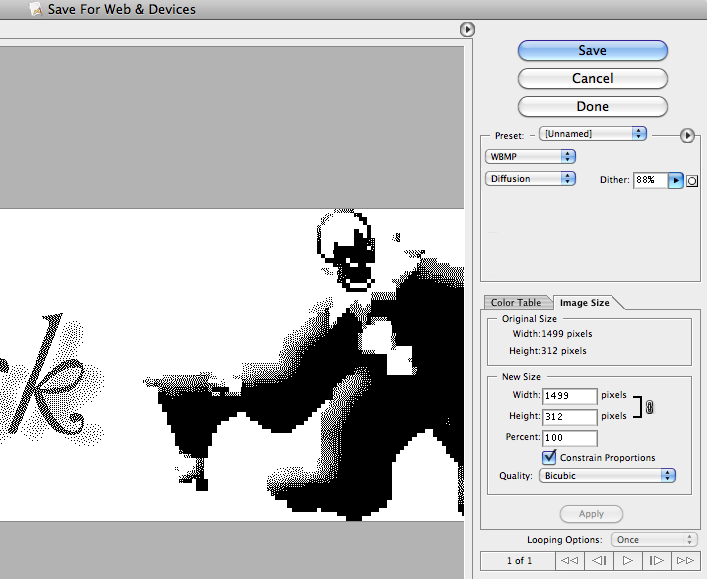 Save For Web & Devices
Save
Cancel
Done
Preset: [Unnamed]
WBMP
Diffusion Dither: 88%
Color Table Image Size
Original Size
Width:1499 pixels
Height:312 pixels
New Size
Width: 1499 pixels
Height: 312 pixels
Percent: 100
Constrain Proportions
Quality: Bicubic
Apply
Looping Options: Once
1 of 1
k